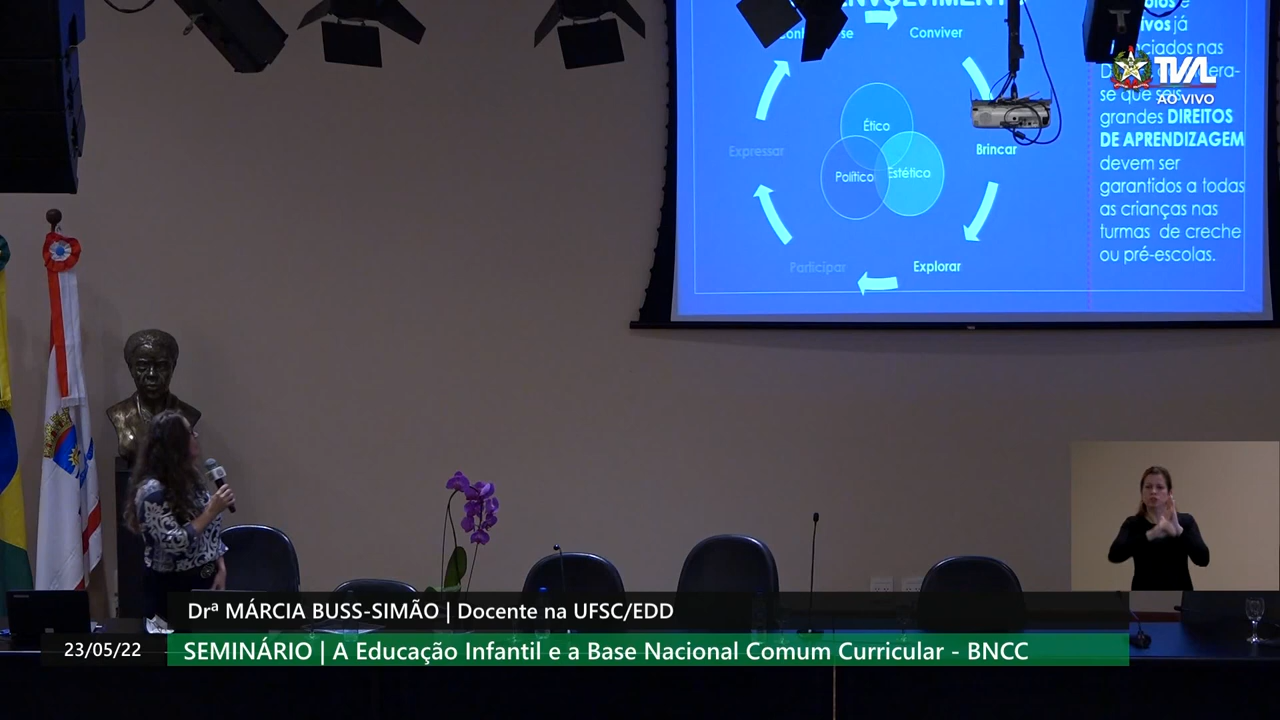 Conviver
Brincar
Explorar
Participar
Expressar
Ético
Político
Estético
já
nas
se que seis
grandes DIREITOS
DE APRENDIZAGEM
devem ser
garantidos a todas
as crianças nas
turmas de creche
ou pré-escolas.
TVAL
AO VIVO
Drª MÁRCIA BUSS-SIMÃO | Docente na UFSC/EDD
23/05/22
SEMINÁRIO | A Educação Infantil e a Base Nacional Comum Curricular - BNCC